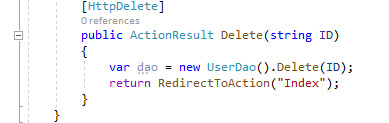 [HttpDelete]
0 references
public ActionResult Delete(string ID)
{
var dao = new UserDao().Delete(ID);
return RedirectToAction("Index");
}
}